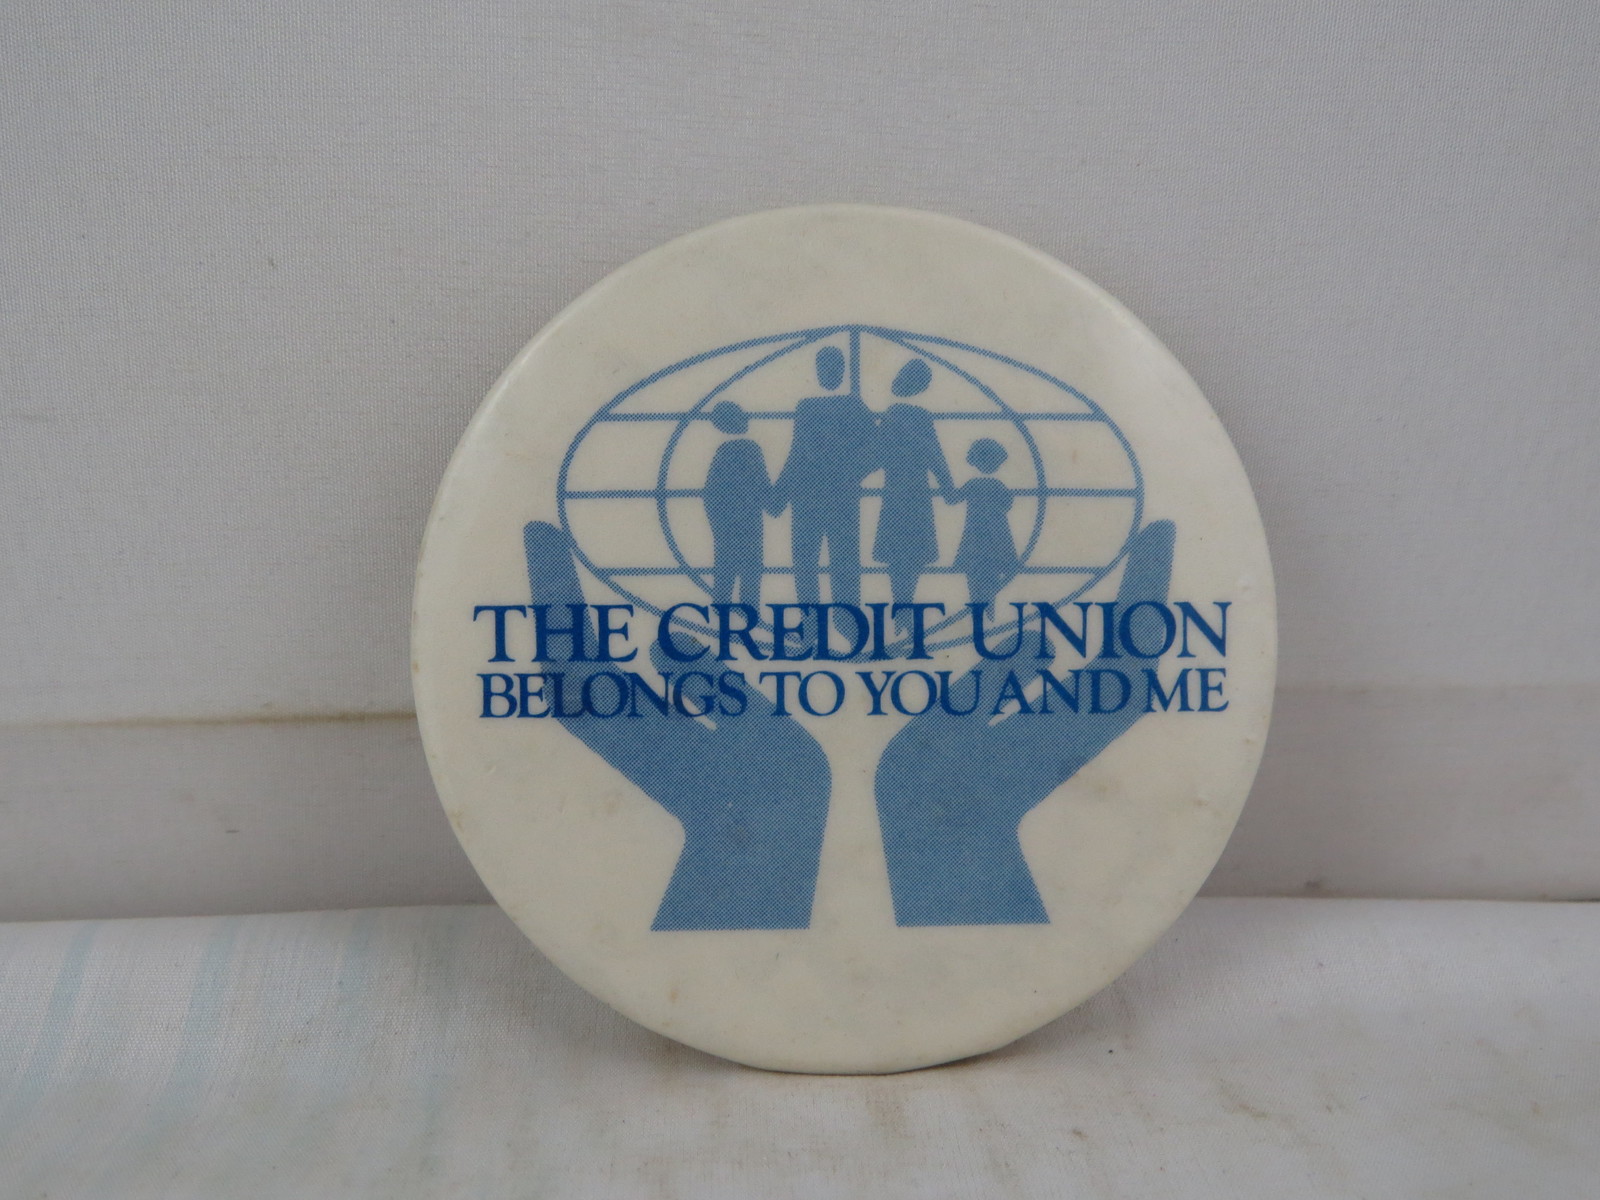 THE CREDIT UNION
BELONGS TO YOU AND ME